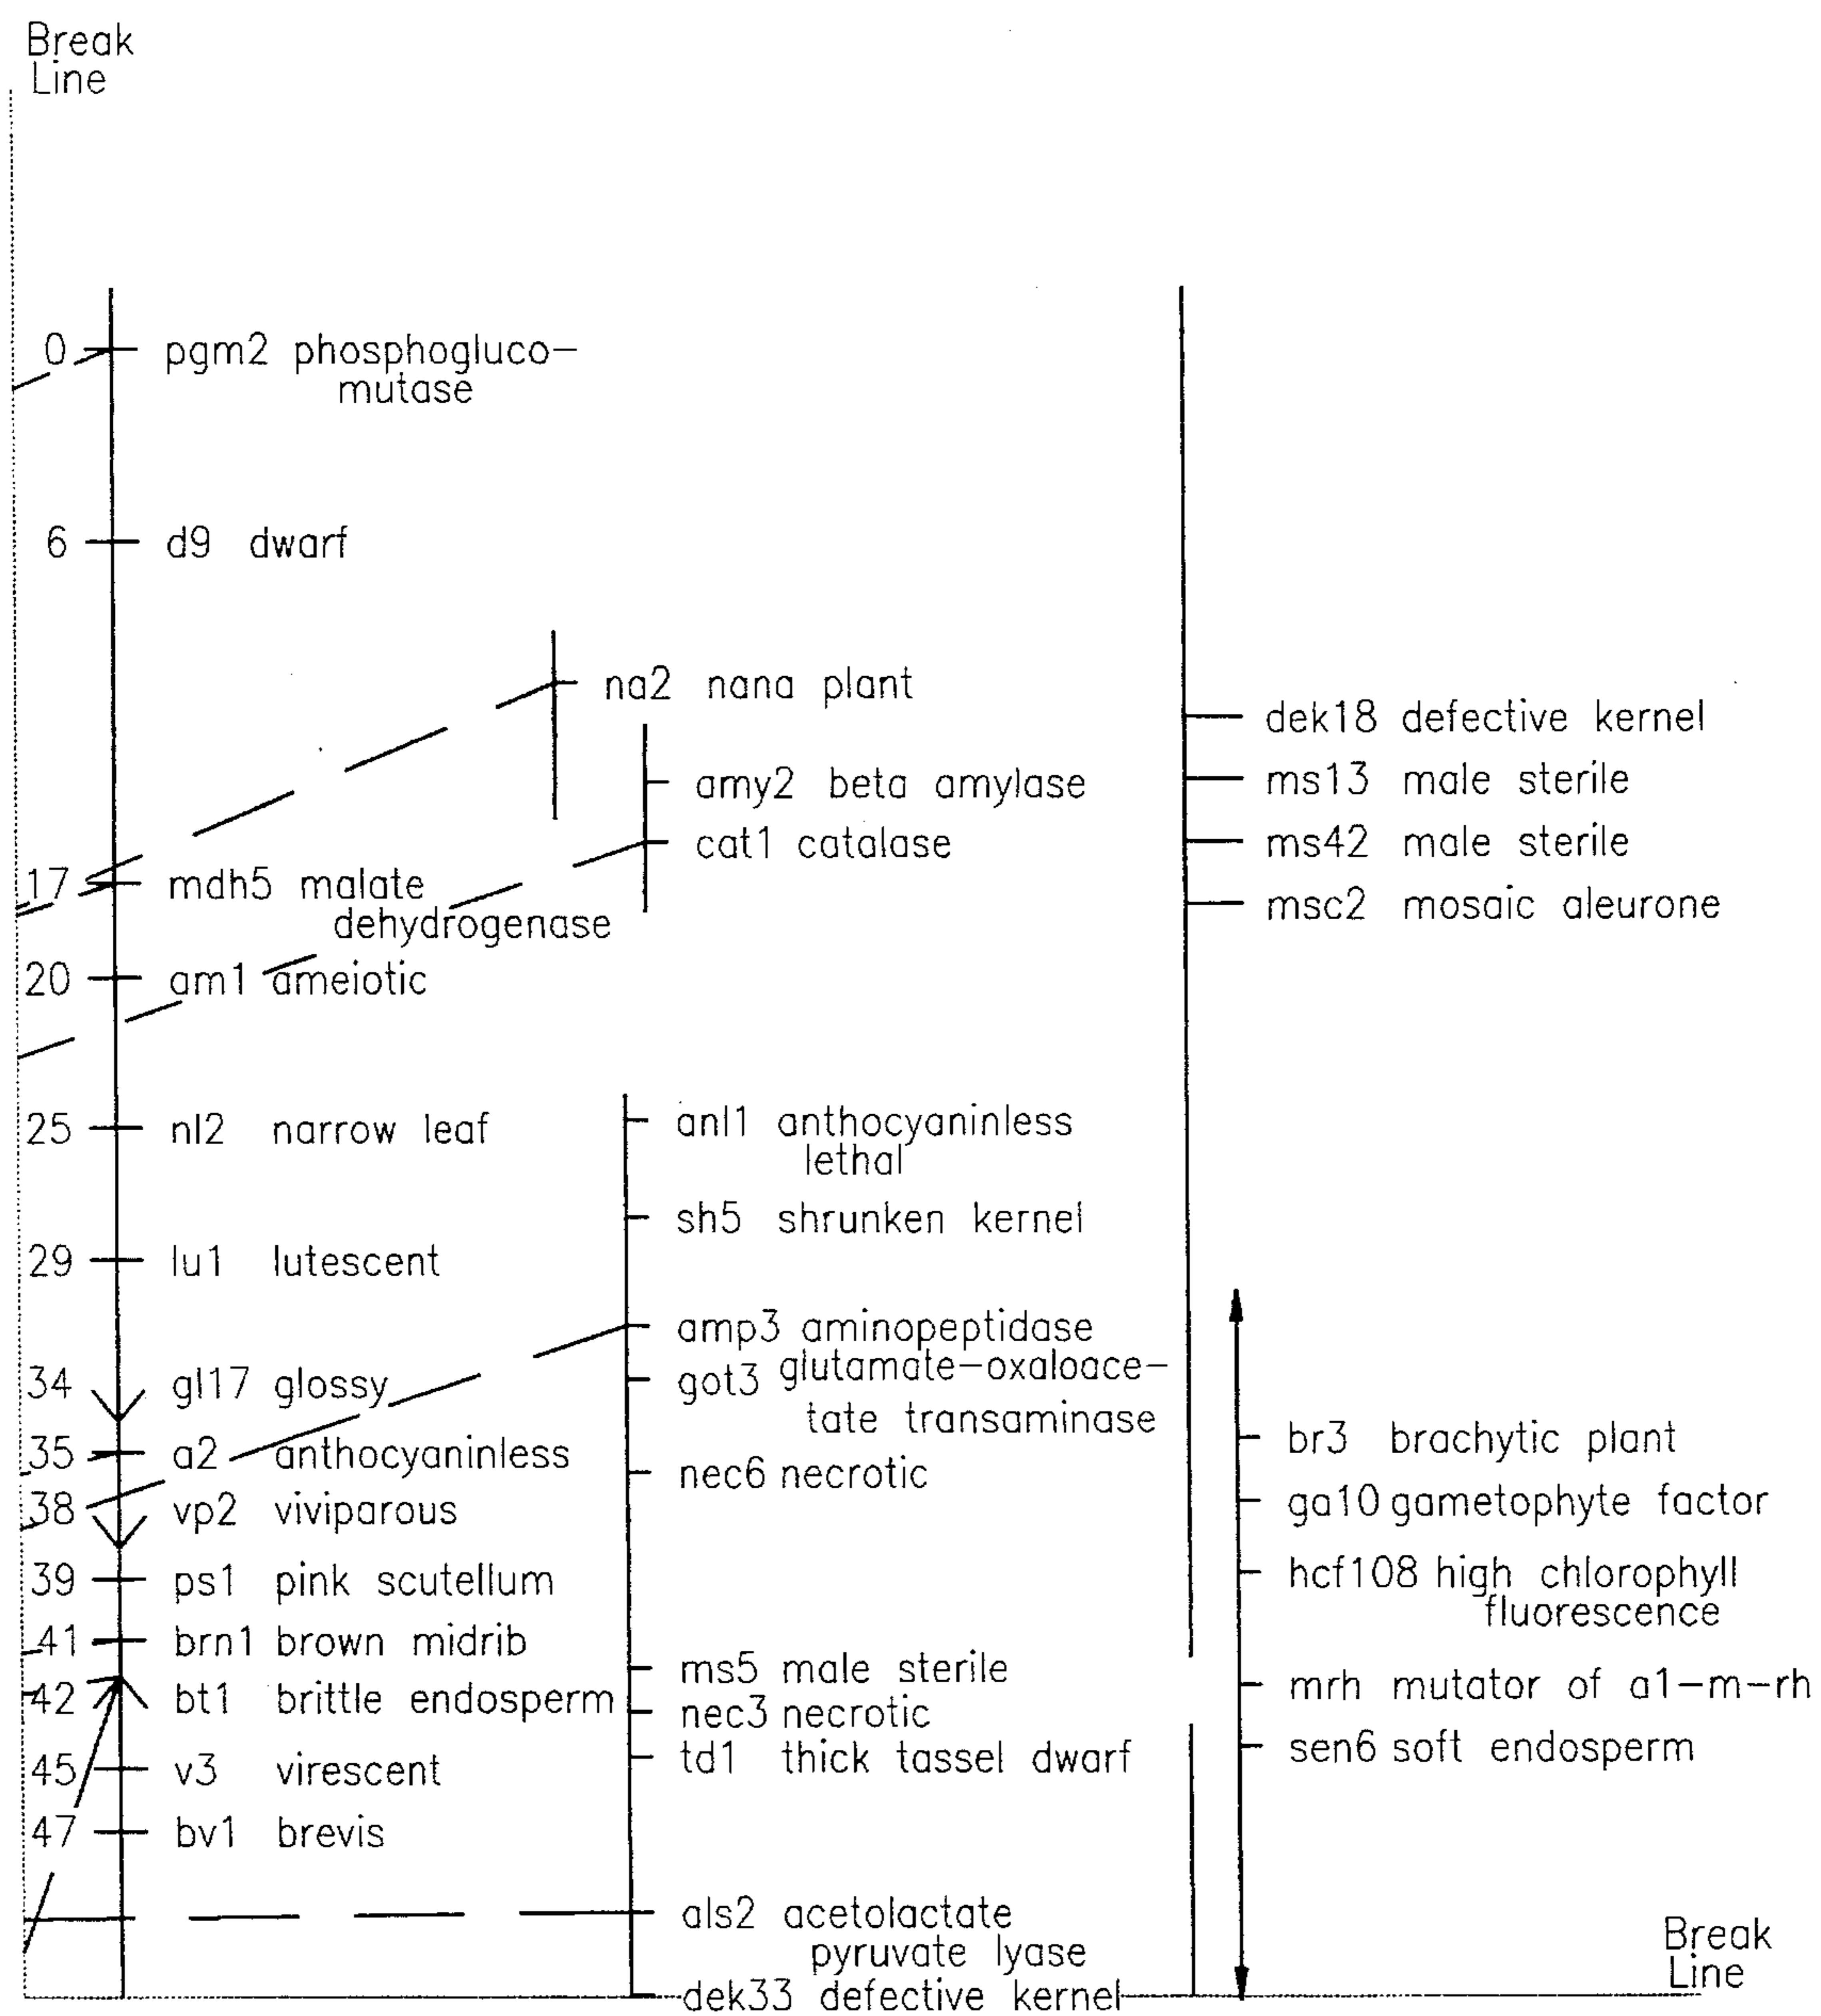 Break
Line
0 pgm2 phosphogluco-
mutase
6 d9 dwarf
17 mdh5 malate
dehydrogenase
20 am1 ameiotic
25 nl2 narrow leaf
29 lu1 lutescent
34 gl17 glossy
35 a2 anthocyaninless
38 vp2 viviparous
39 ps1 pink scutellum
41 brn1 brown midrib
42 bt1 brittle endosperm
45 v3 virescent
47 bv1 brevis
na2 nana plant
amy2 beta amylase
cat1 catalase
anl1 anthocyaninless
lethal
sh5 shrunken kernel
amp3 aminopeptidase
got3 glutamate-oxaloace-
tate transaminase
nec6 necrotic
ms5 male sterile
nec3 necrotic
td1 thick tassel dwarf
als2 acetolactate
pyruvate lyase
dek33 defective kernel
dek18 defective kernel
ms13 male sterile
ms42 male sterile
msc2 mosaic aleurone
br3 brachytic plant
ga10 gametophyte factor
hcf108 high chlorophyll
fluorescence
mrh mutator of a1-m-rh
sen6 soft endosperm
Break
Line